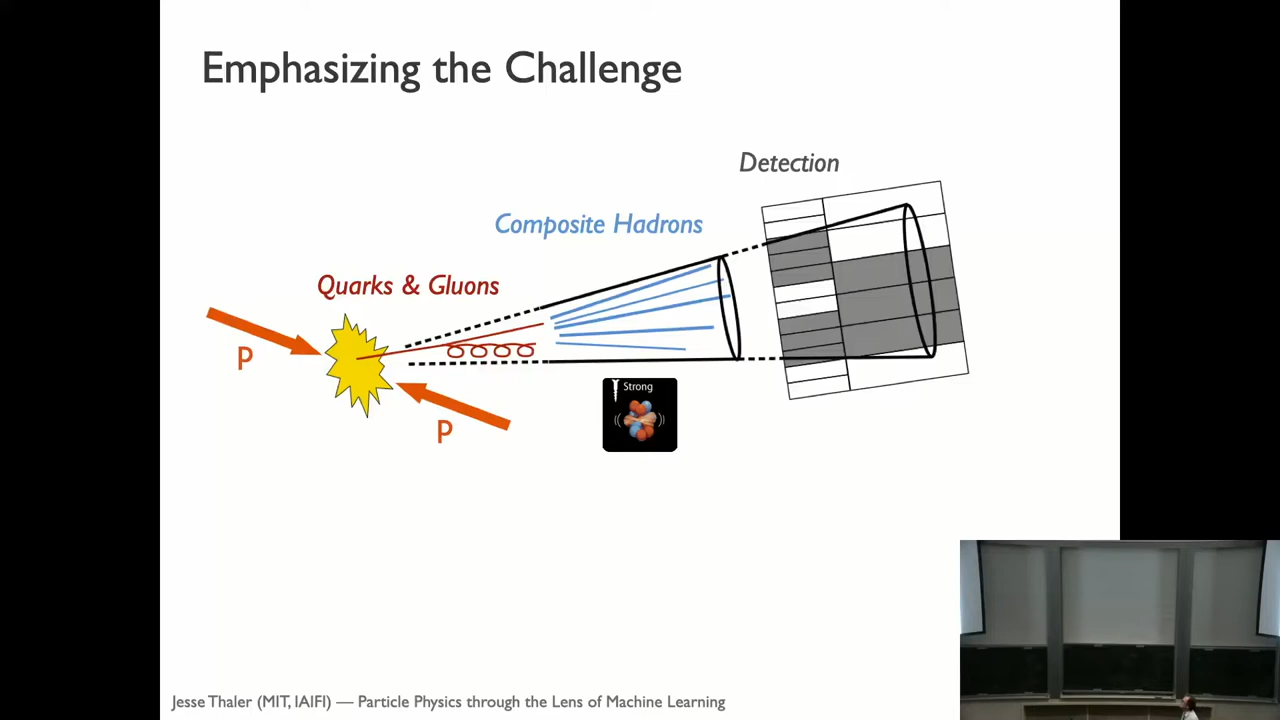 Emphasizing the Challenge
Detection
Composite Hadrons
Quarks & Gluons
P
P
Strong
Jesse Thaler (MIT, IAIFI) — Particle Physics through the Lens of Machine Learning